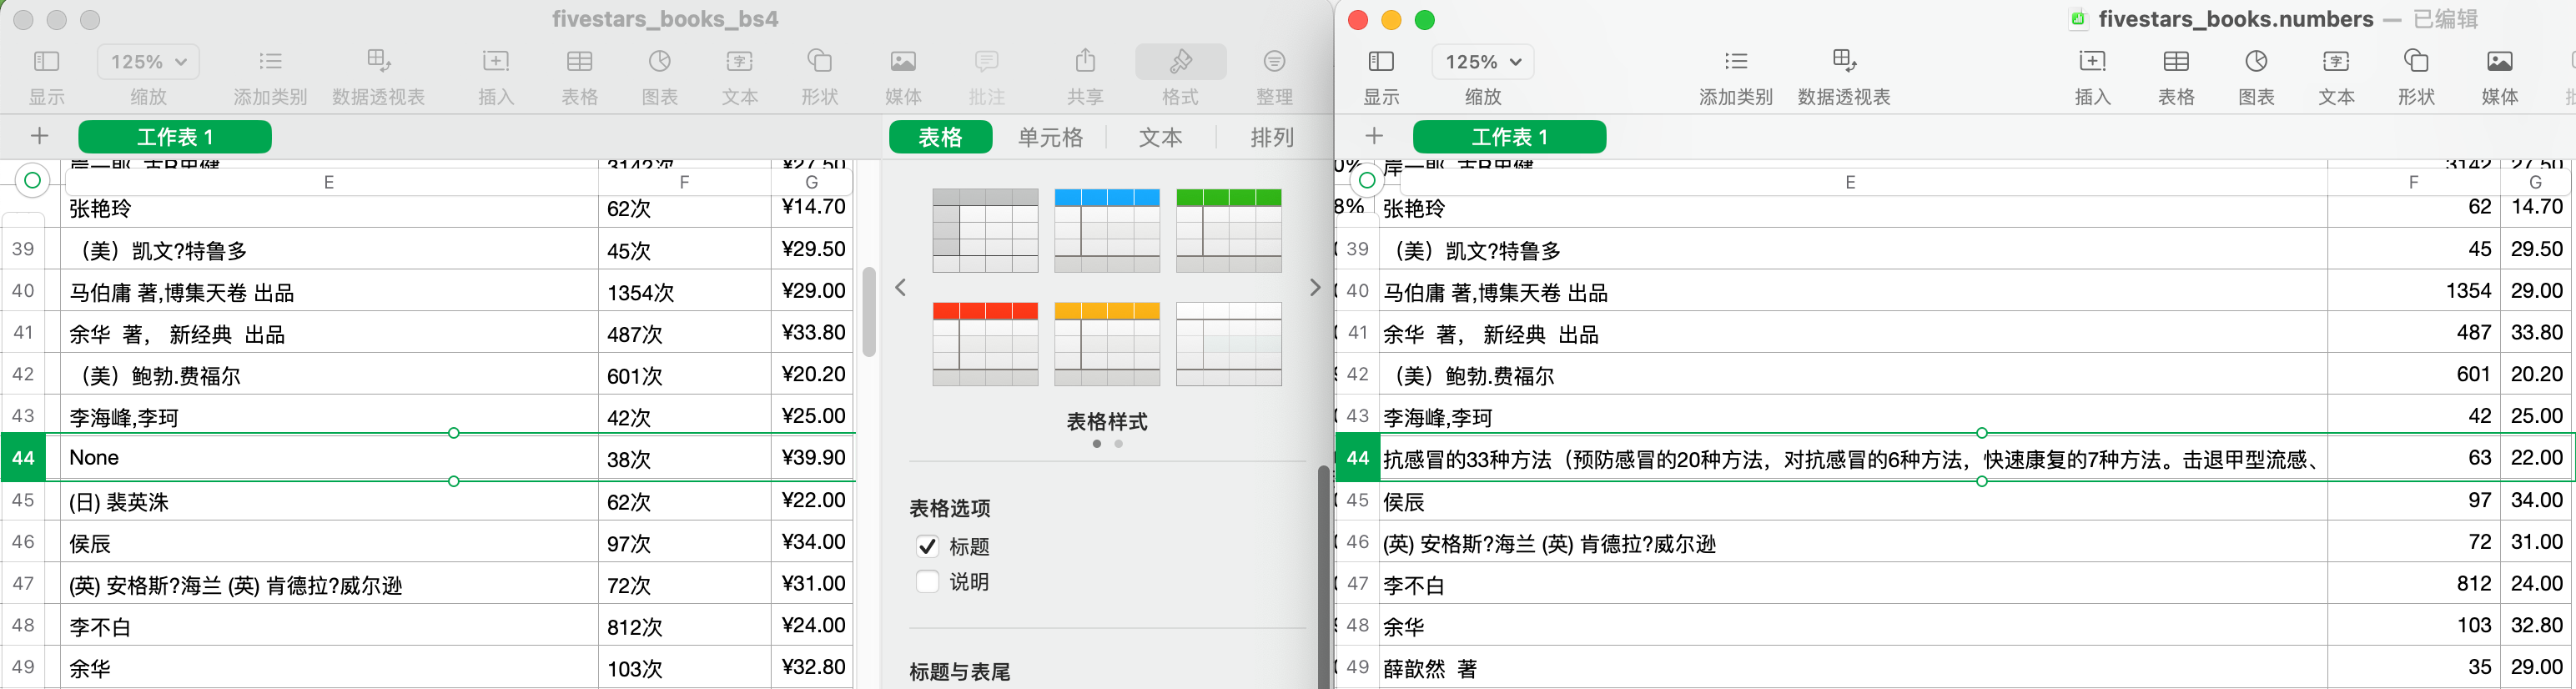 fivestars_books_bs4
125%
显示
缩放
添加类别
数据透视表
插入
表格
图表
文本
形状
媒体
批注
共享
格式
整理
工作表 1
表格
单元格
文本
排列
3142次
¥27.50
E
F
G
张艳玲
62次
¥14.70
39
（美）凯文?特鲁多
45次
¥29.50
40
马伯庸 著,博集天卷 出品
1354次
¥29.00
41
余华 著， 新经典 出品
487次
¥33.80
42
（美）鲍勃.费福尔
601次
¥20.20
43
李海峰,李珂
42次
¥25.00
44
None
38次
¥39.90
45
(日) 裴英洙
62次
¥22.00
46
侯辰
97次
¥34.00
47
(英) 安格斯?海兰 (英) 肯德拉?威尔逊
72次
¥31.00
48
李不白
812次
¥24.00
49
余华
103次
¥32.80
表格样式
表格选项
标题
说明
标题与表尾
fivestars_books.numbers — 已编辑
125%
显示
缩放
添加类别
数据透视表
插入
表格
图表
文本
形状
媒体
工作表 1
3142
27.50
E
F
G
8%
张艳玲
62
14.70
39
（美）凯文?特鲁多
45
29.50
40
马伯庸 著,博集天卷 出品
1354
29.00
41
余华 著， 新经典 出品
487
33.80
42
（美）鲍勃.费福尔
601
20.20
43
李海峰,李珂
42
25.00
44
抗感冒的33种方法（预防感冒的20种方法，对抗感冒的6种方法，快速康复的7种方法。击退甲型流感、
63
22.00
45
侯辰
97
34.00
46
(英) 安格斯?海兰 (英) 肯德拉?威尔逊
72
31.00
47
李不白
812
24.00
48
余华
103
32.80
49
薛歆然 著
35
29.00